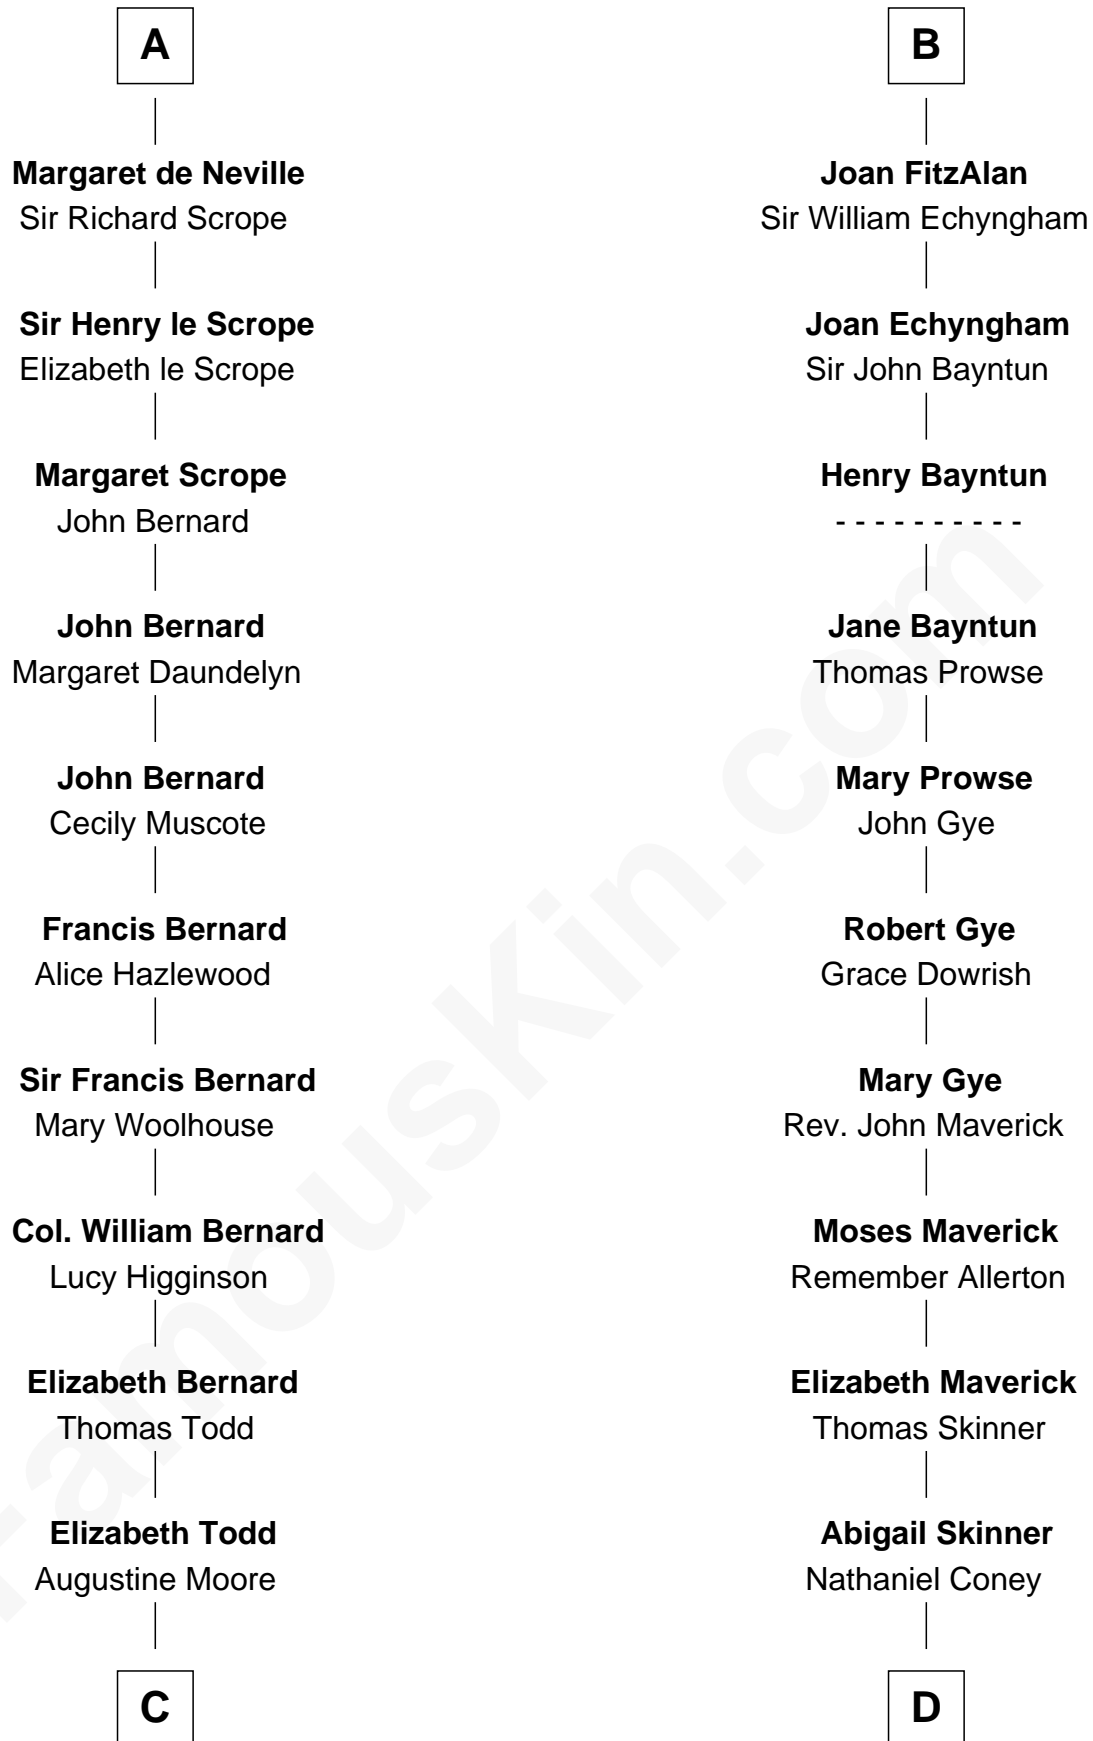 A
Margaret de Neville
Sir Richard Scrope
Sir Henry le Scrope
Elizabeth le Scrope
Margaret Scrope
John Bernard
John Bernard
Margaret Daundelyn
John Bernard
Cecily Muscote
Francis Bernard
Alice Hazlewood
Sir Francis Bernard
Mary Woolhouse
Col. William Bernard
Lucy Higginson
Elizabeth Bernard
Thomas Todd
Elizabeth Todd
Augustine Moore
C
B
Joan FitzAlan
Sir William Echyngham
Joan Echyngham
Sir John Bayntun
Henry Bayntun
- - - - - - - - - -
Jane Bayntun
Thomas Prowse
Mary Prowse
John Gye
Robert Gye
Grace Dowrish
Mary Gye
Rev. John Maverick
Moses Maverick
Remember Allerton
Elizabeth Maverick
Thomas Skinner
Abigail Skinner
Nathaniel Coney
D
FamousKin.com